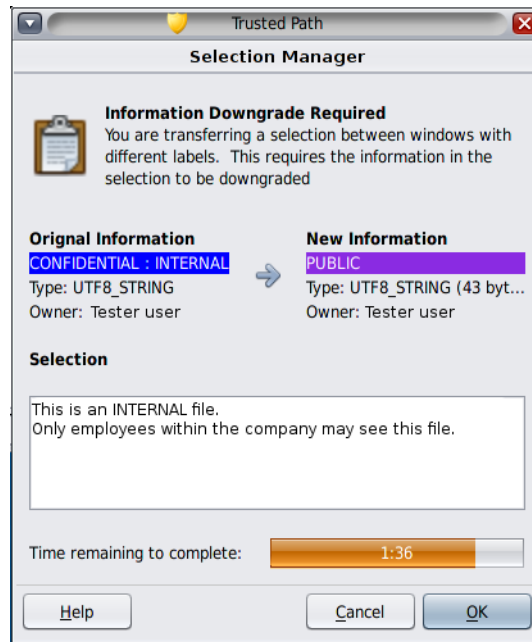 Trusted Path
Selection Manager
Information Downgrade Required
You are transferring a selection between windows with
different labels. This requires the information in the
selection to be downgraded
Orignal Information
CONFIDENTIAL : INTERNAL
Type: UTF8_STRING
Owner: Tester user
New Information
PUBLIC
Type: UTF8_STRING (43 byt...
Owner: Tester user
Selection
This is an INTERNAL file.
Only employees within the company may see this file.
Time remaining to complete:
1:36
Help
Cancel
OK